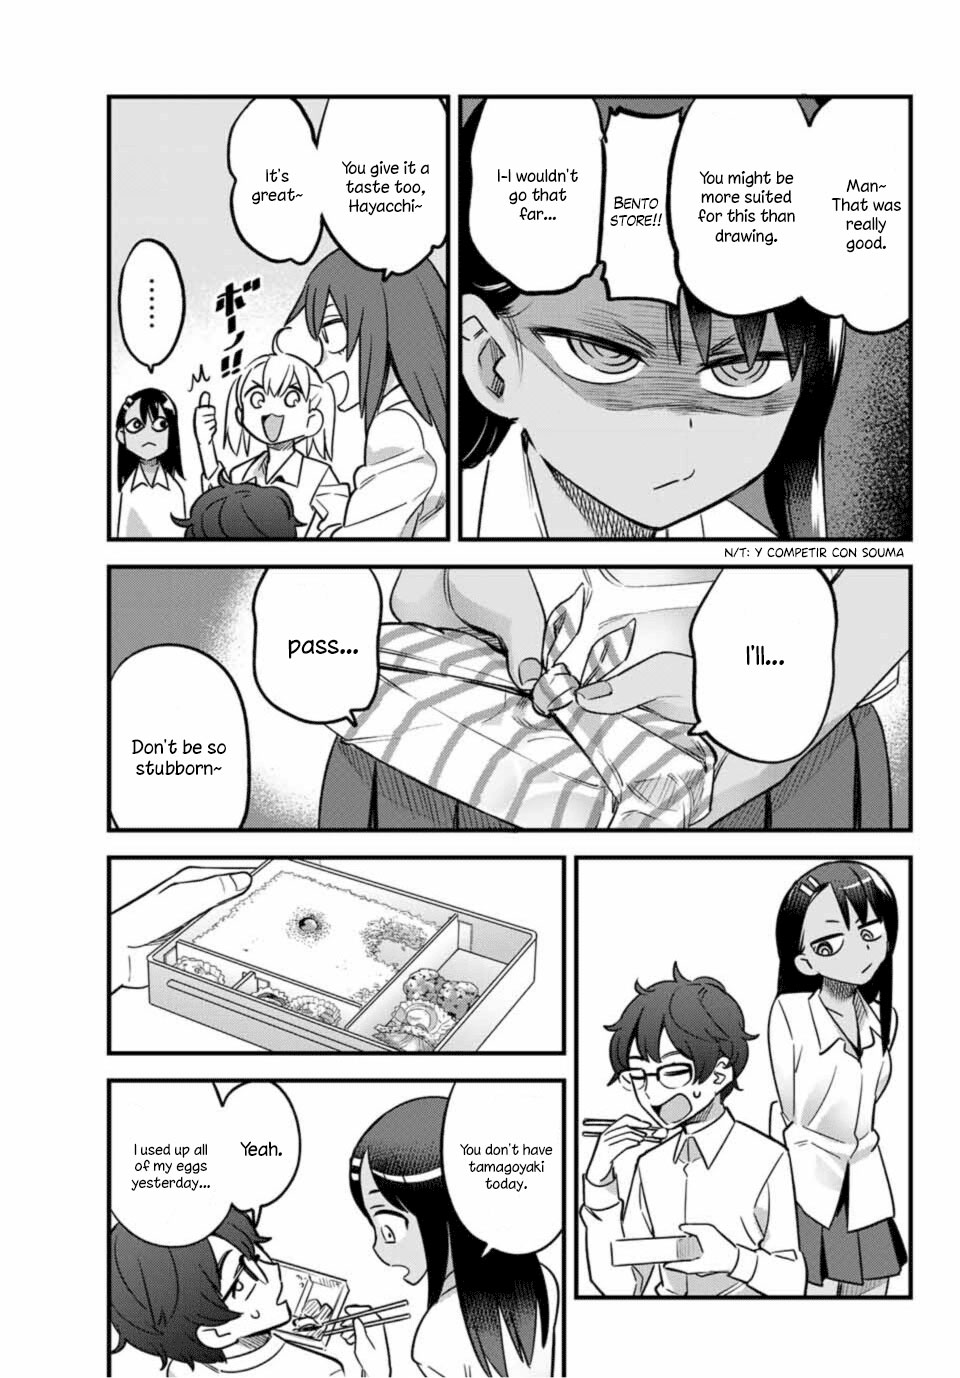 Man~
That was
really
good.
You might be
more suited
for this than
drawing.
BENTO
STORE!!
I-I wouldn't
go that
far...
You give it a
taste too,
Hayacchi~
It's
great~
ボーン!!
........
N/T: Y COMPETIR CON SOUMA
I'll...
pass...
Don't be so
stubborn~
You don't have
tamagoyaki
today.
Yeah.
I used up all
of my eggs
yesterday...